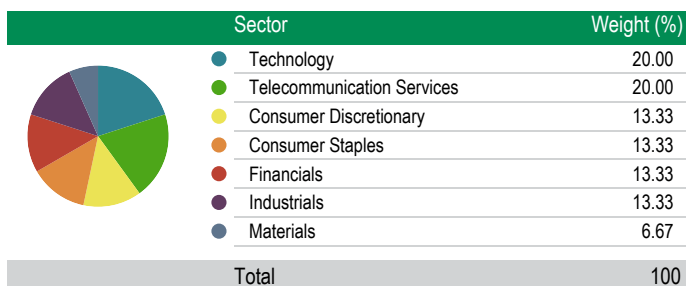 Sector Weight (%)
Technology 20.00
Telecommunication Services 20.00
Consumer Discretionary 13.33
Consumer Staples 13.33
Financials 13.33
Industrials 13.33
Materials 6.67
Total 100